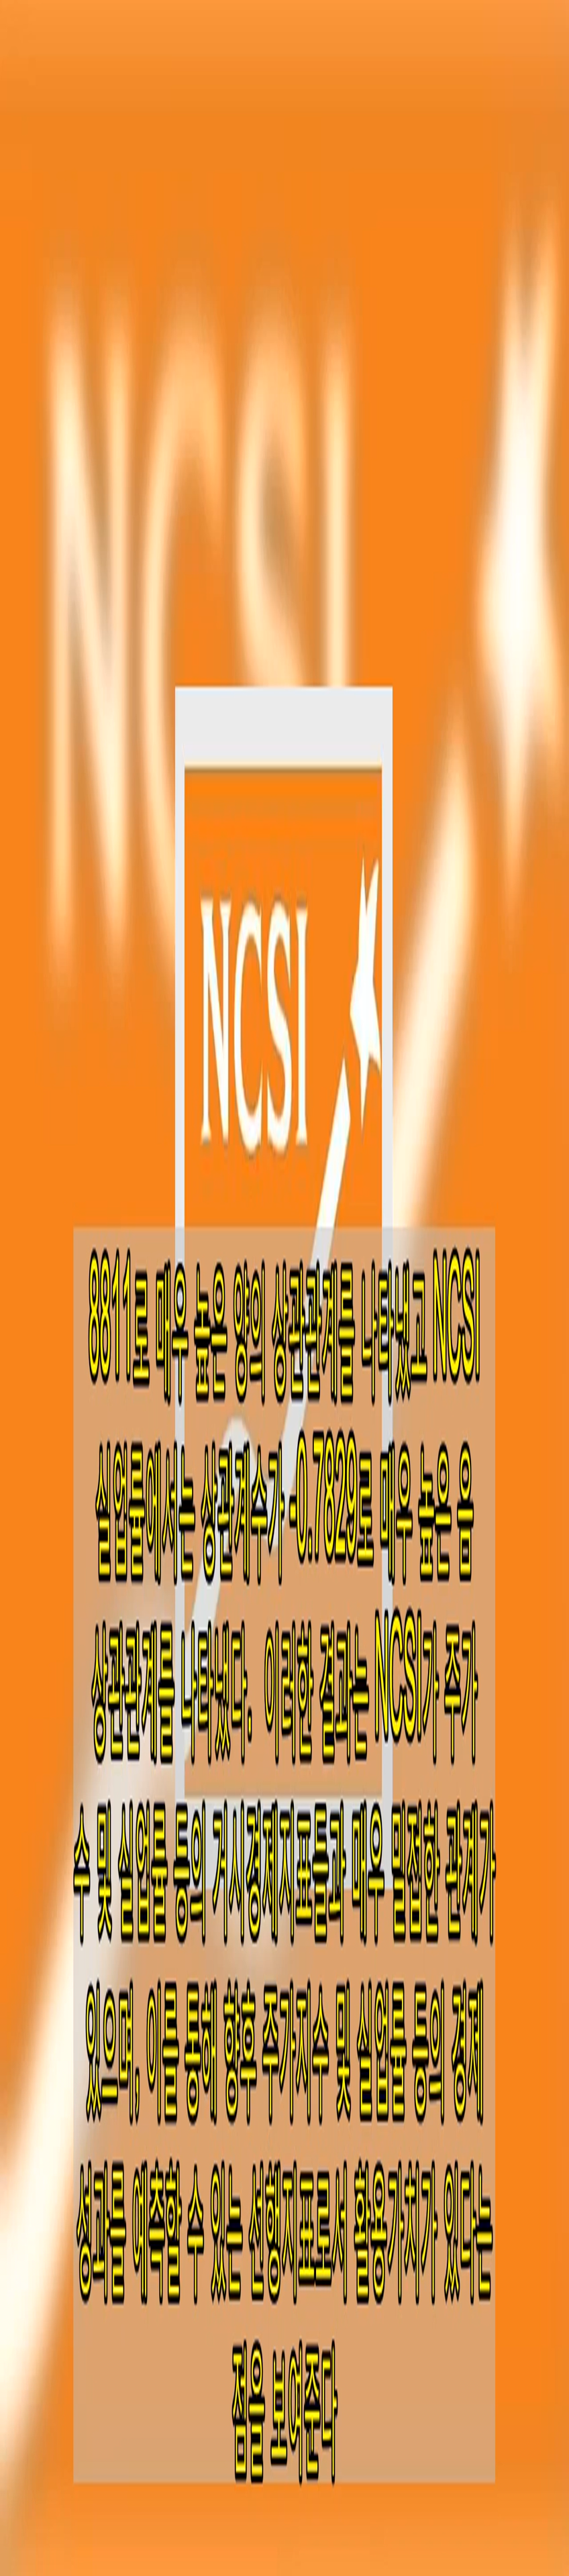 NCSI
NCSI
8811로 매우 높은 양의 상관관계를 나타냈고 NCSI
실업률에서는 상관계수가 -0.7829로 매우 높은 음
상관관계를 나타냈다. 이러한 결과는 NCSI가 주가
수 및 실업률 등의 거시경제지표들과 매우 밀접한 관계가
있으며, 이를 통해 향후 주가지수 및 실업률 등의 경제
성과를 예측할 수 있는 선행지표로서 활용가치가 있다는
점을 보여준다